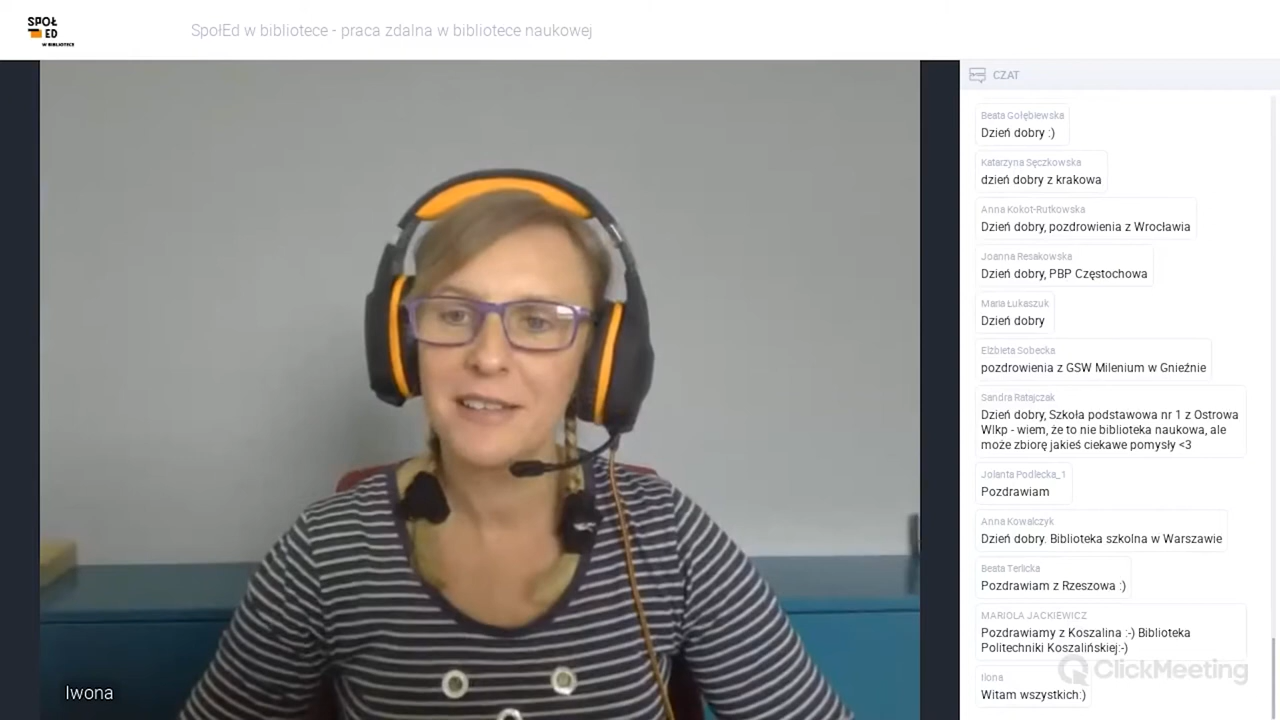 SPOŁ
ED
W BIBLIOTECE
SpołEd w bibliotece - praca zdalna w bibliotece naukowej
CZAT
Beata Gołębiewska
Dzień dobry :)
Katarzyna Sęczkowska
dzień dobry z krakowa
Anna Kokot-Rutkowska
Dzień dobry, pozdrowienia z Wrocławia
Joanna Resakowska
Dzień dobry, PBP Częstochowa
Maria Łukaszuk
Dzień dobry
Elżbieta Sobecka
pozdrowienia z GSW Milenium w Gnieźnie
Sandra Ratajczak
Dzień dobry, Szkoła podstawowa nr 1 z Ostrowa
Wlkp - wiem, że to nie biblioteka naukowa, ale
może zbiorę jakieś ciekawe pomysły <3
Jolanta Podlecka_1
Pozdrawiam
Anna Kowalczyk
Dzień dobry. Biblioteka szkolna w Warszawie
Beata Terlicka
Pozdrawiam z Rzeszowa :)
MARIOLA JACKIEWICZ
Pozdrawiamy z Koszalina :-) Biblioteka
Politechniki Koszalińskiej:-)
ClickMeeting
Ilona
Witam wszystkich:)
Iwona